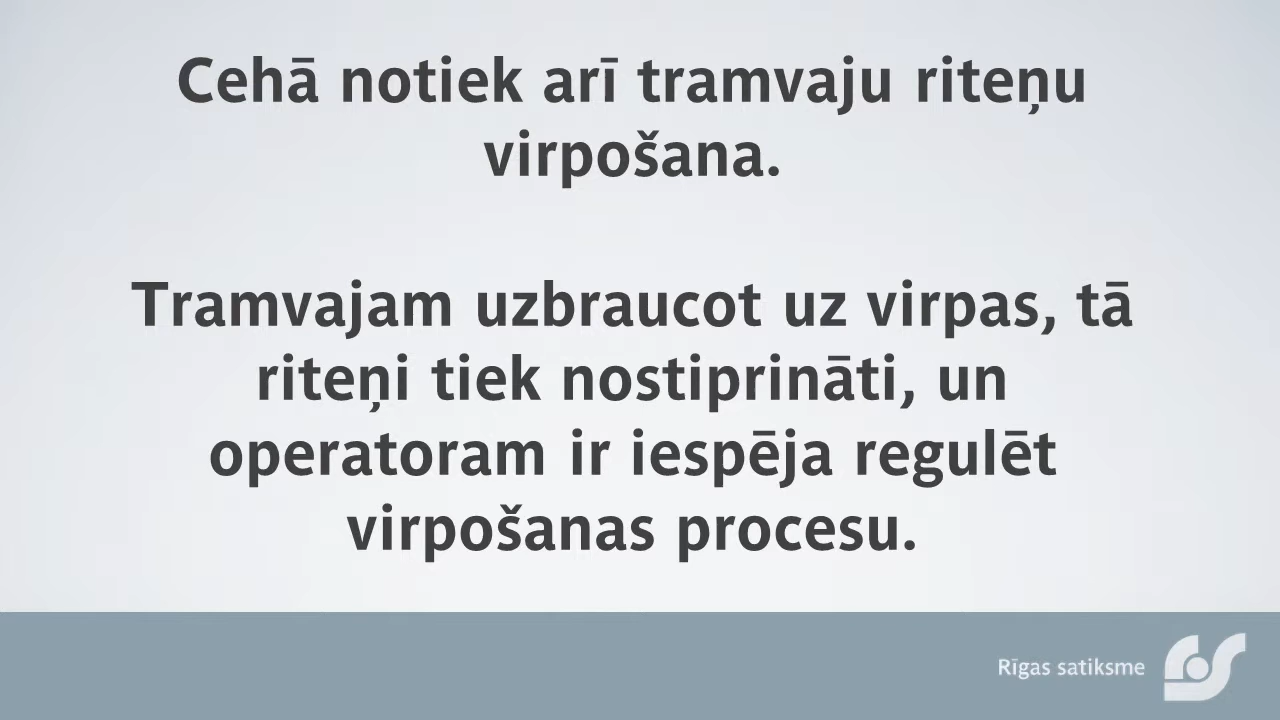 Cehā notiek arī tramvaju riteņu
virpošana.
Tramvajam uzbraucot uz virpas, tā
riteņi tiek nostiprināti, un
operatoram ir iespēja regulēt
virpošanas procesu.
Rīgas satiksme